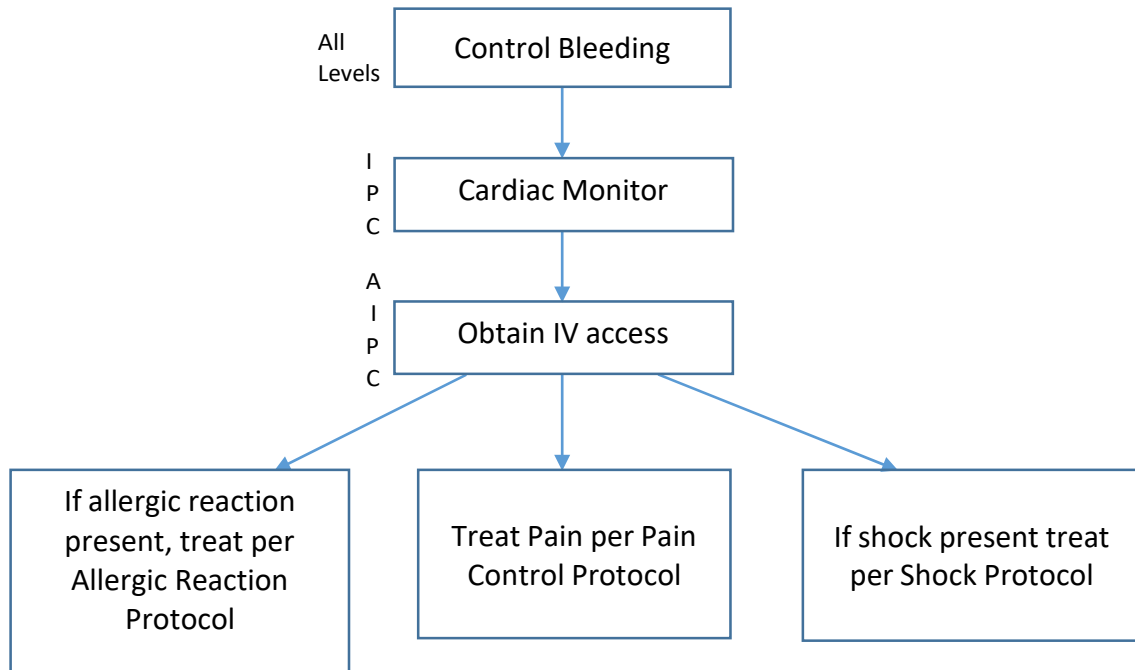 All
Levels
Control Bleeding
I
P
C
Cardiac Monitor
A
I
P
C
Obtain IV access
If allergic reaction
present, treat per
Allergic Reaction
Protocol
Treat Pain per Pain
Control Protocol
If shock present treat
per Shock Protocol